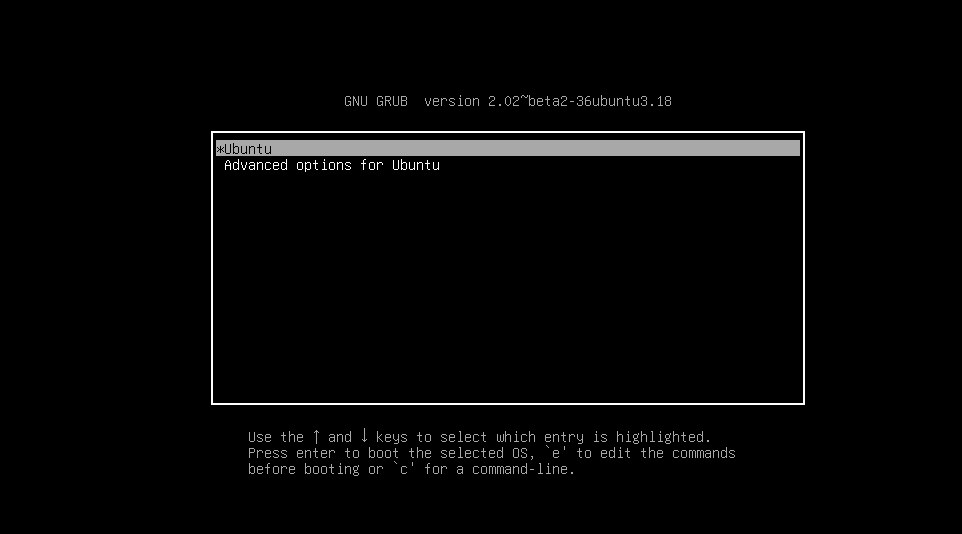 GNU GRUB  version 2.02~beta2-36ubuntu3.18
*Ubuntu
Advanced options for Ubuntu
Use the ↑ and ↓ keys to select which entry is highlighted.
Press enter to boot the selected OS, `e' to edit the commands
before booting or `c' for a command-line.